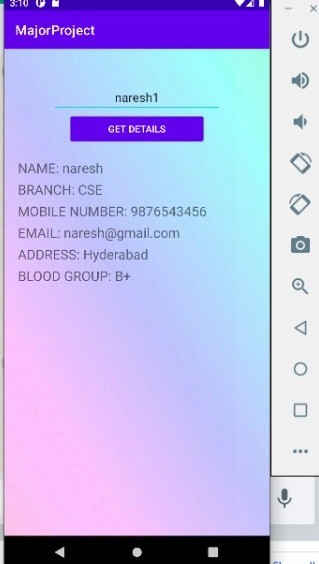 3:10
MajorProject
naresh1
GET DETAILS
NAME: naresh
BRANCH: CSE
MOBILE NUMBER: 9876543456
EMAIL: naresh@gmail.com
ADDRESS: Hyderabad
BLOOD GROUP: B+